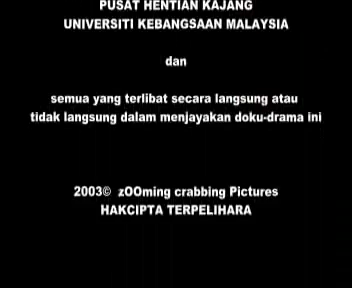 PUSAT HENTIAN KAJANG
UNIVERSITI KEBANGSAAN MALAYSIA
dan
semua yang terlibat secara langsung atau
tidak langsung dalam menjayakan doku-drama ini
2003© zOOming crabbing Pictures
HAKCIPTA TERPELIHARA